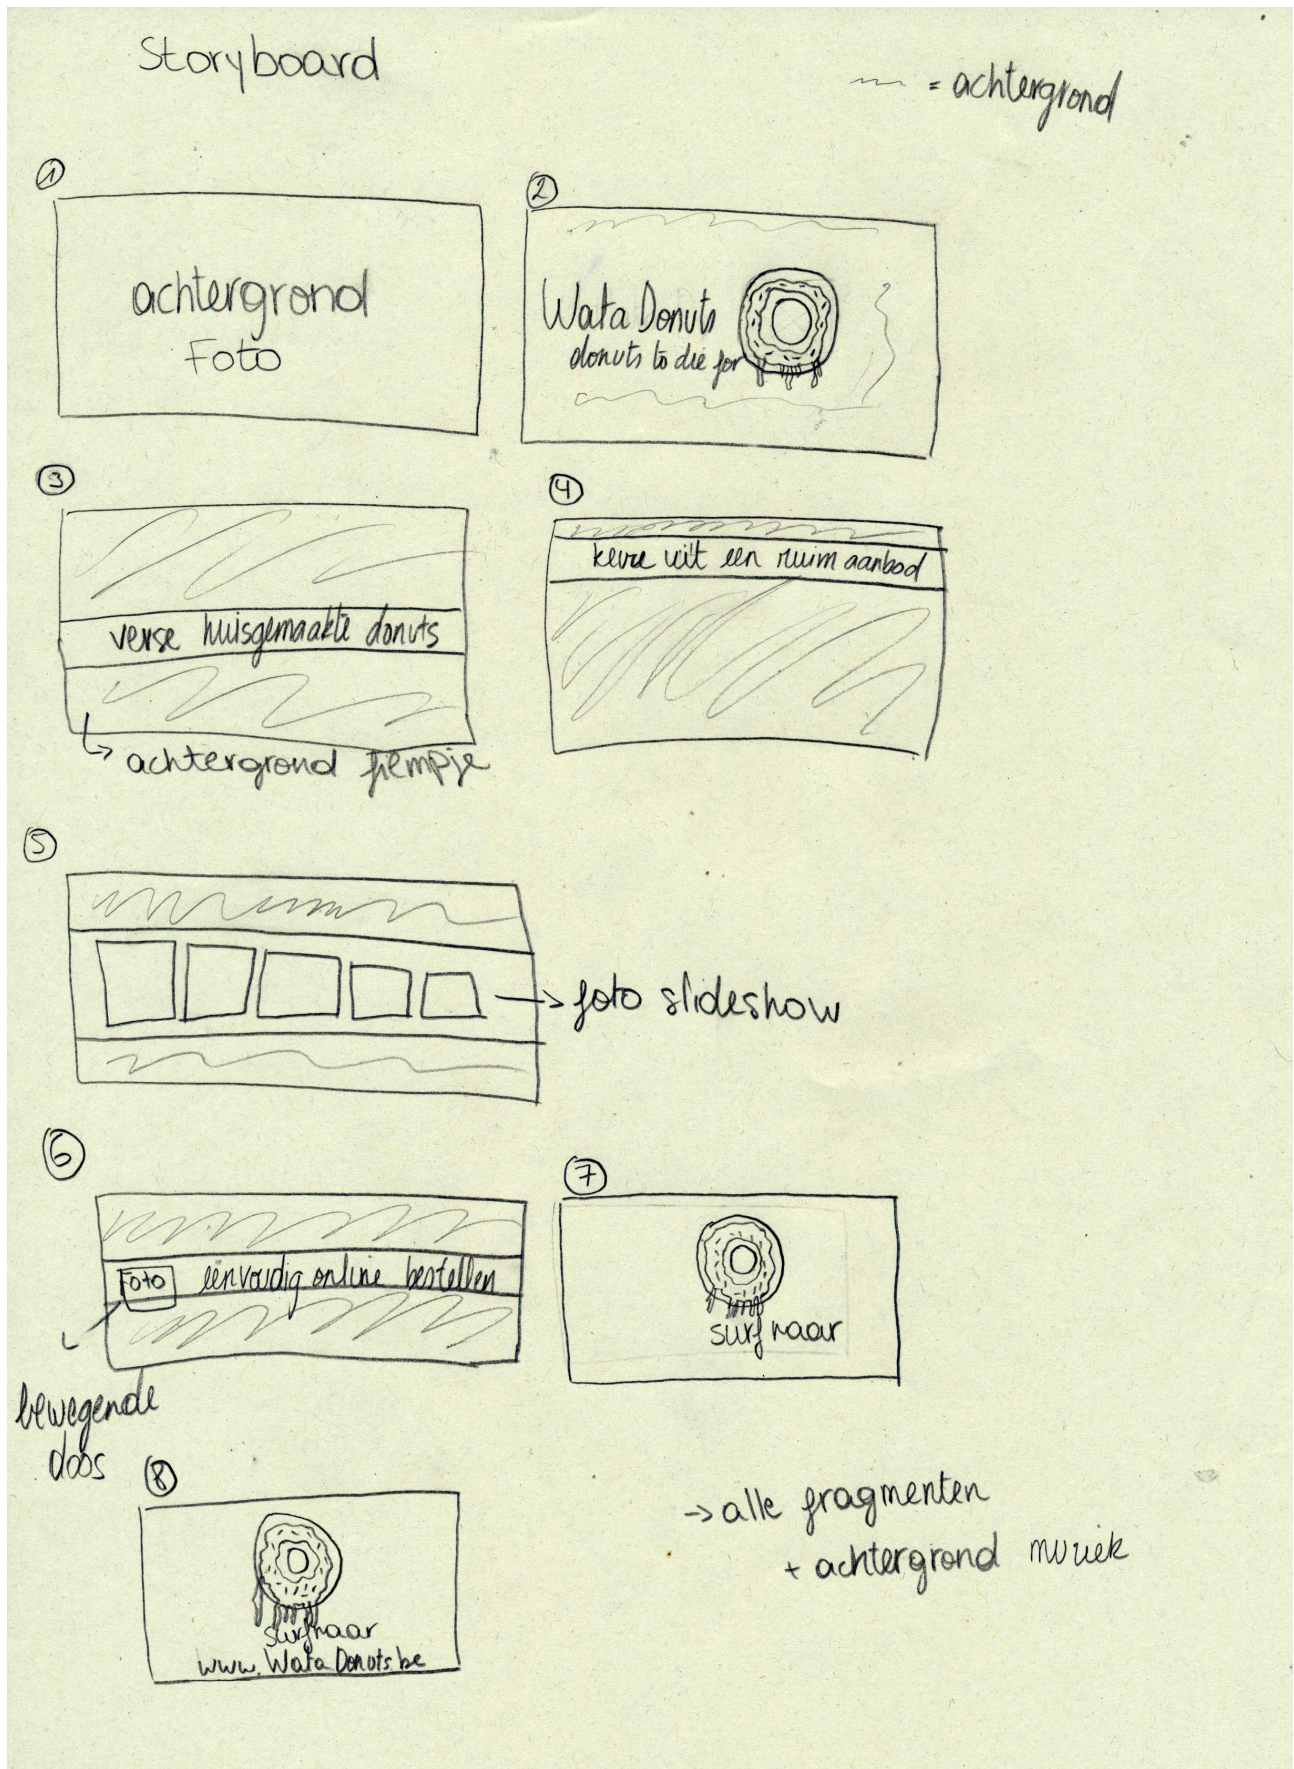 Storyboard
~ = achtergrond
1
achtergrond
Foto
2
Wata Donuts
donuts to die for
3
verse huisgemaakte donuts
achtergrond filmpje
4
keuze uit een ruim aanbod
5
→ foto slideshow
6
Foto eenvoudig online bestellen
bewegende
doos
7
surf naar
8
surf naar
www.WataDonuts.be
→ alle fragmenten
+ achtergrond muziek